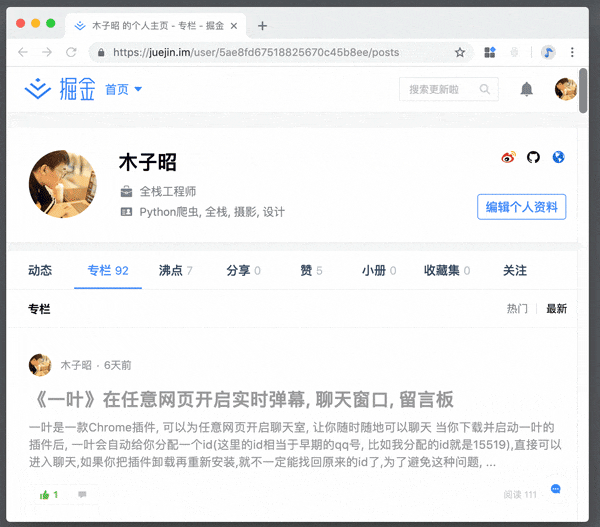 木子昭 的个人主页 - 专栏 - 掘金
https://juejin.im/user/5ae8fd67518825670c45b8ee/posts
掘金 首页 搜索更新啦
木子昭
全栈工程师
Python爬虫, 全栈, 摄影, 设计
编辑个人资料
动态 专栏 92 沸点 7 分享 0 赞 5 小册 0 收藏集 0 关注
专栏 热门 最新
木子昭 · 6天前
《一叶》在任意网页开启实时弹幕, 聊天窗口, 留言板
一叶是一款Chrome插件, 可以为任意网页开启聊天室, 让你随时随地可以聊天 当你下载并启动一叶的
插件后, 一叶会自动给你分配一个id(这里的id相当于早期的qq号, 比如我分配的id就是15519),直接可以
进入聊天,如果你把插件卸载再重新安装,就不一定能找回原来的id了,为了避免这种问题, ...
1 阅读 111